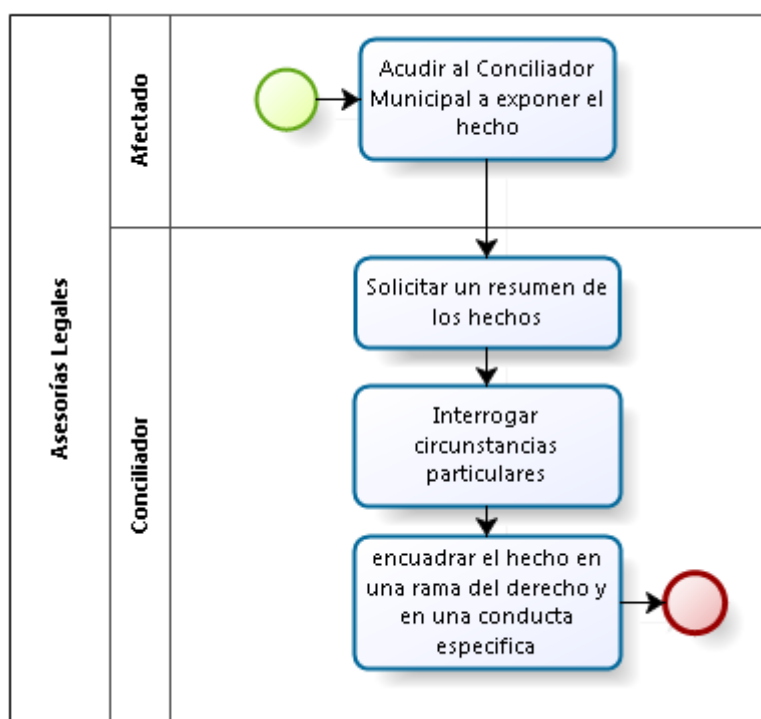 Asesorías Legales
Afectado
Acudir al Conciliador
Municipal a exponer el
hecho
Conciliador
Solicitar un resumen de
los hechos
Interrogar
circunstancias
particulares
encuadrar el hecho en
una rama del derecho y
en una conducta
especifica